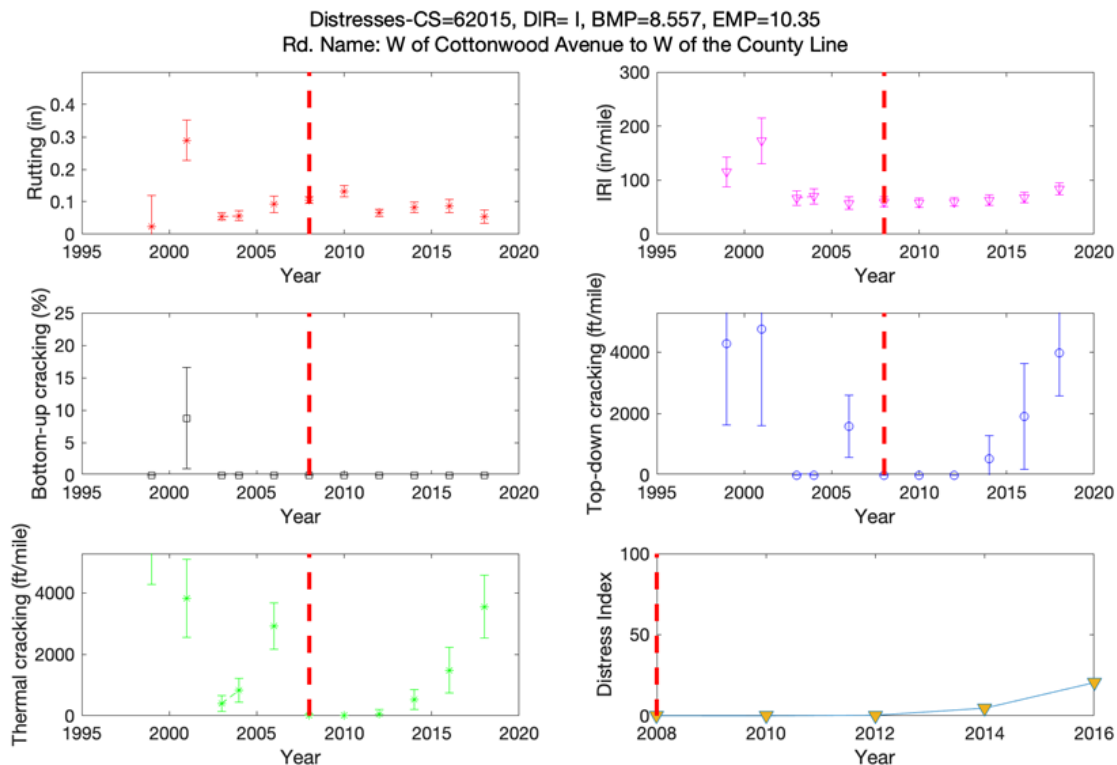 Distresses-CS=62015, DIR= I, BMP=8.557, EMP=10.35
Rd. Name: W of Cottonwood Avenue to W of the County Line
Rutting (in)
0.4
0.3
0.2
0.1
0
1995 2000 2005 2010 2015 2020
Year
IRI (in/mile)
300
200
100
0
1995 2000 2005 2010 2015 2020
Year
Bottom-up cracking (%)
25
20
15
10
5
0
1995 2000 2005 2010 2015 2020
Year
Top-down cracking (ft/mile)
4000
2000
0
1995 2000 2005 2010 2015 2020
Year
Thermal cracking (ft/mile)
4000
2000
0
1995 2000 2005 2010 2015 2020
Year
Distress Index
100
50
0
2008 2010 2012 2014 2016
Year